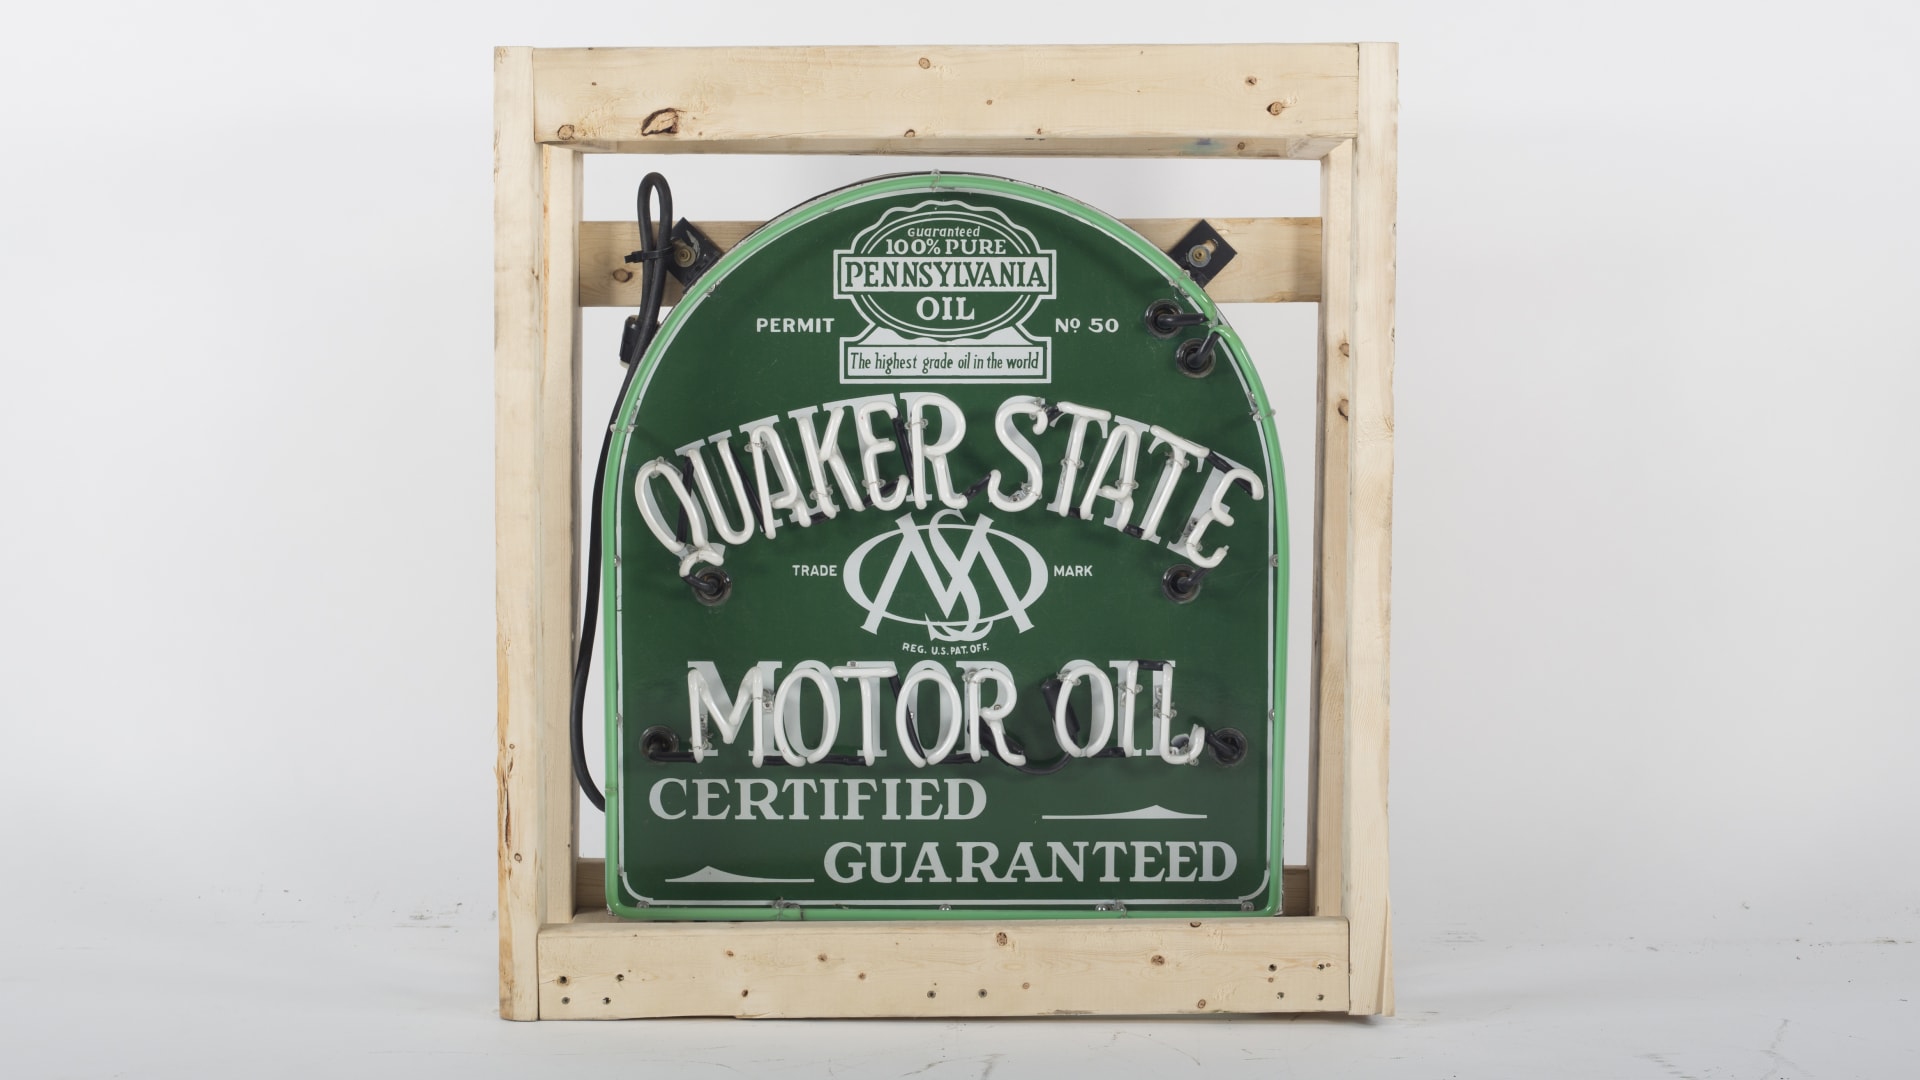 Guaranteed
100% PURE
PENNSYLVANIA
OIL
PERMIT Nº 50
The highest grade oil in the world
QUAKER STATE
TRADE QSM MARK
REG. U.S. PAT. OFF.
MOTOR OIL
CERTIFIED
GUARANTEED